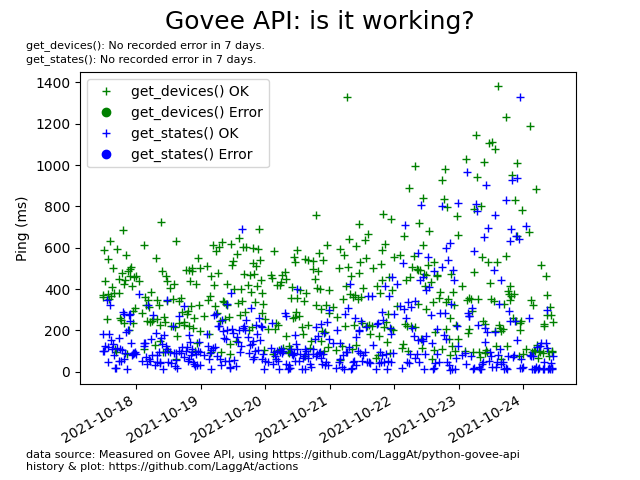 Govee API: is it working?
get_devices(): No recorded error in 7 days.
get_states(): No recorded error in 7 days.
get_devices() OK
get_devices() Error
get_states() OK
get_states() Error
Ping (ms)
1400
1200
1000
800
600
400
200
0
2021-10-18
2021-10-19
2021-10-20
2021-10-21
2021-10-22
2021-10-23
2021-10-24
data source: Measured on Govee API, using https://github.com/LaggAt/python-govee-api
history & plot: https://github.com/LaggAt/actions